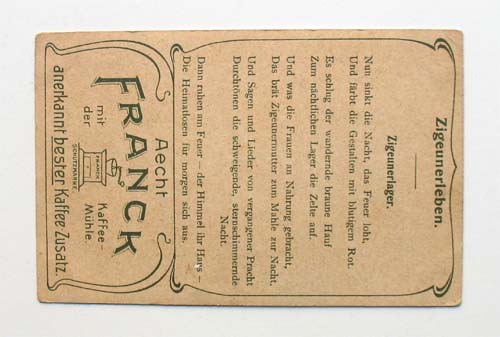 Zigeunerleben.
Zigeunerlager.
Nun sinkt die Nacht, das Feuer loht,
Und färbt die Gestalten mit blutigem Rot.
Es schlug der wandernde braune Hauf
Zum nächtlichen Lager die Zelte auf.
Und was die Frauen an Nahrung gebracht,
Das brät Zigeunermutter zum Mahle zur Nacht.
Und Sagen und Lieder von vergangener Pracht
Durchtönen die schweigende, sternschimmernde
Nacht.
Dann ruhen am Feuer — der Himmel ihr Haus —
Die Heimatlosen für morgen sich aus.
Aecht
FRANCK
mit der
FRANCK
SCHUTZMARKE.
Kaffee-
Mühle.
anerkannt bester Kaffee Zusatz.